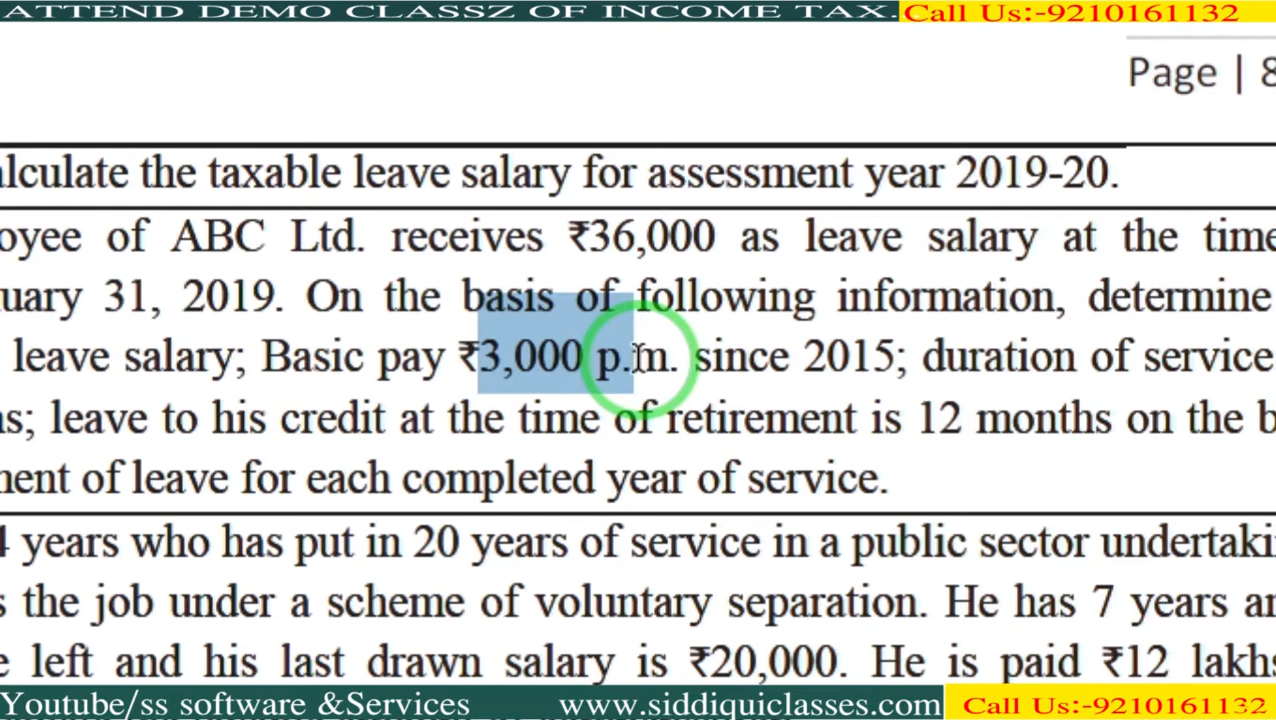 ATTEND DEMO CLASSZ OF INCOME TAX. Call Us:-9210161132
Page | 8
alculate the taxable leave salary for assessment year 2019-20.
oyee of ABC Ltd. receives ₹36,000 as leave salary at the time
uary 31, 2019. On the basis of following information, determine
leave salary; Basic pay ₹3,000 p.m. since 2015; duration of service
ns; leave to his credit at the time of retirement is 12 months on the b
nent of leave for each completed year of service.
4 years who has put in 20 years of service in a public sector undertaki
s the job under a scheme of voluntary separation. He has 7 years an
e left and his last drawn salary is ₹20,000. He is paid ₹12 lakhs
Youtube/ss software &Services www.siddiquiclasses.com Call Us:-9210161132